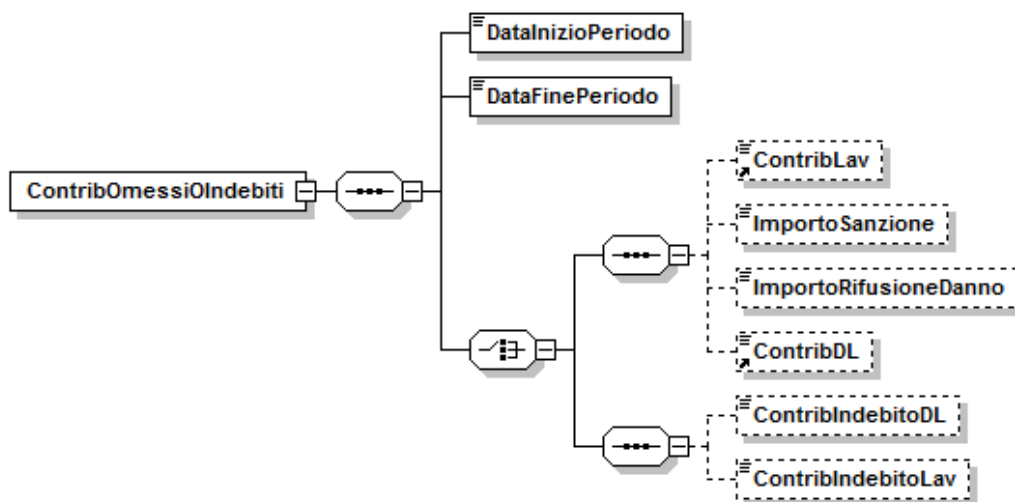 DataInizioPeriodo
DataFinePeriodo
ContribOmessiOIndebiti
ContribLav
ImportoSanzione
ImportoRifusioneDanno
ContribDL
ContribIndebitoDL
ContribIndebitoLav